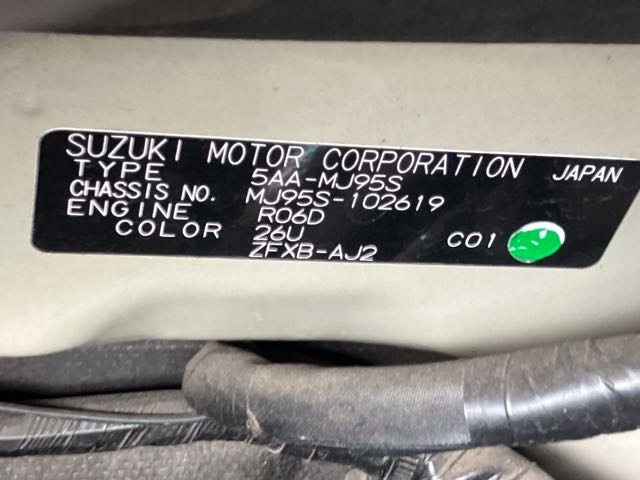 SUZUKI MOTOR CORPORATION JAPAN
TYPE 5AA-MJ95S
CHASSIS NO. MJ95S-102619
ENGINE R06D
COLOR 26U C01
ZFXB-AJ2